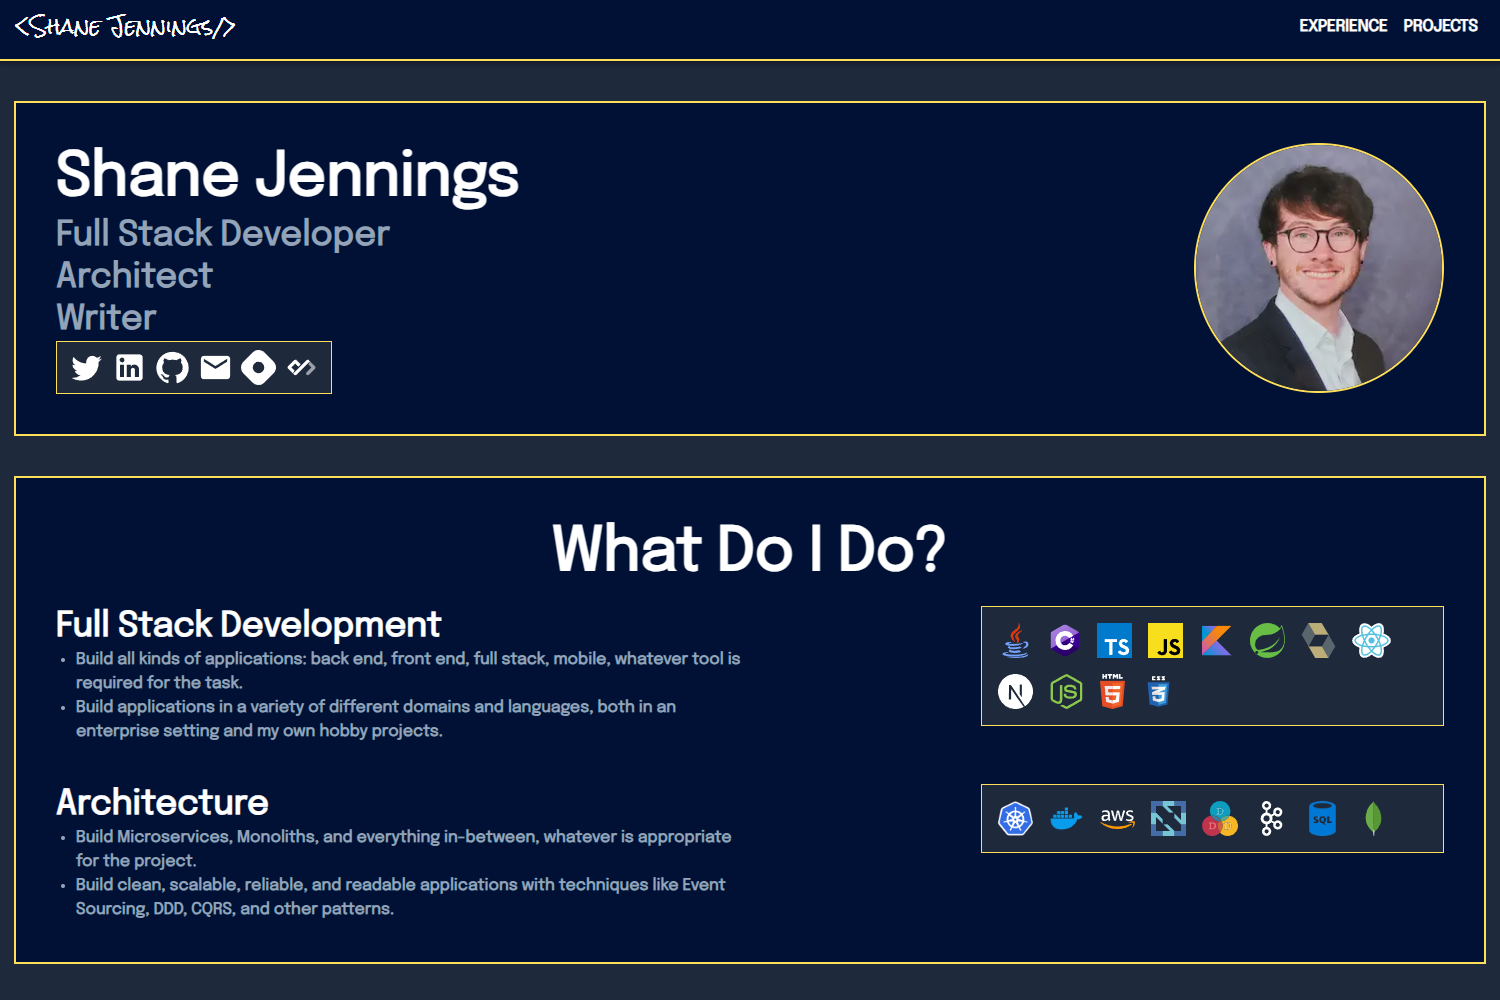 <Shane Jennings/>
EXPERIENCE PROJECTS
Shane Jennings
Full Stack Developer
Architect
Writer
in
What Do I Do?
Full Stack Development
• Build all kinds of applications: back end, front end, full stack, mobile, whatever tool is
required for the task.
• Build applications in a variety of different domains and languages, both in an
enterprise setting and my own hobby projects.
C# TS JS
N JS HTML 5 CSS 3
Architecture
• Build Microservices, Monoliths, and everything in-between, whatever is appropriate
for the project.
• Build clean, scalable, reliable, and readable applications with techniques like Event
Sourcing, DDD, CQRS, and other patterns.
aws D D SQL